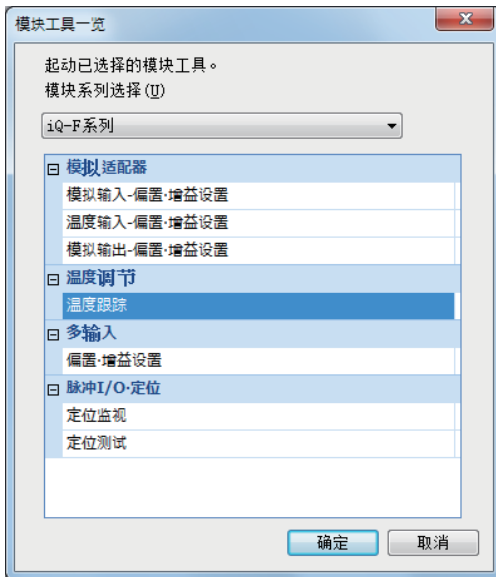 模块工具一览
起动已选择的模块工具。
模块系列选择(U)
iQ-F系列
模拟适配器
模拟输入-偏置·增益设置
温度输入-偏置·增益设置
模拟输出-偏置·增益设置
温度调节
温度跟踪
多输入
偏置·增益设置
脉冲I/O·定位
定位监视
定位测试
确定
取消